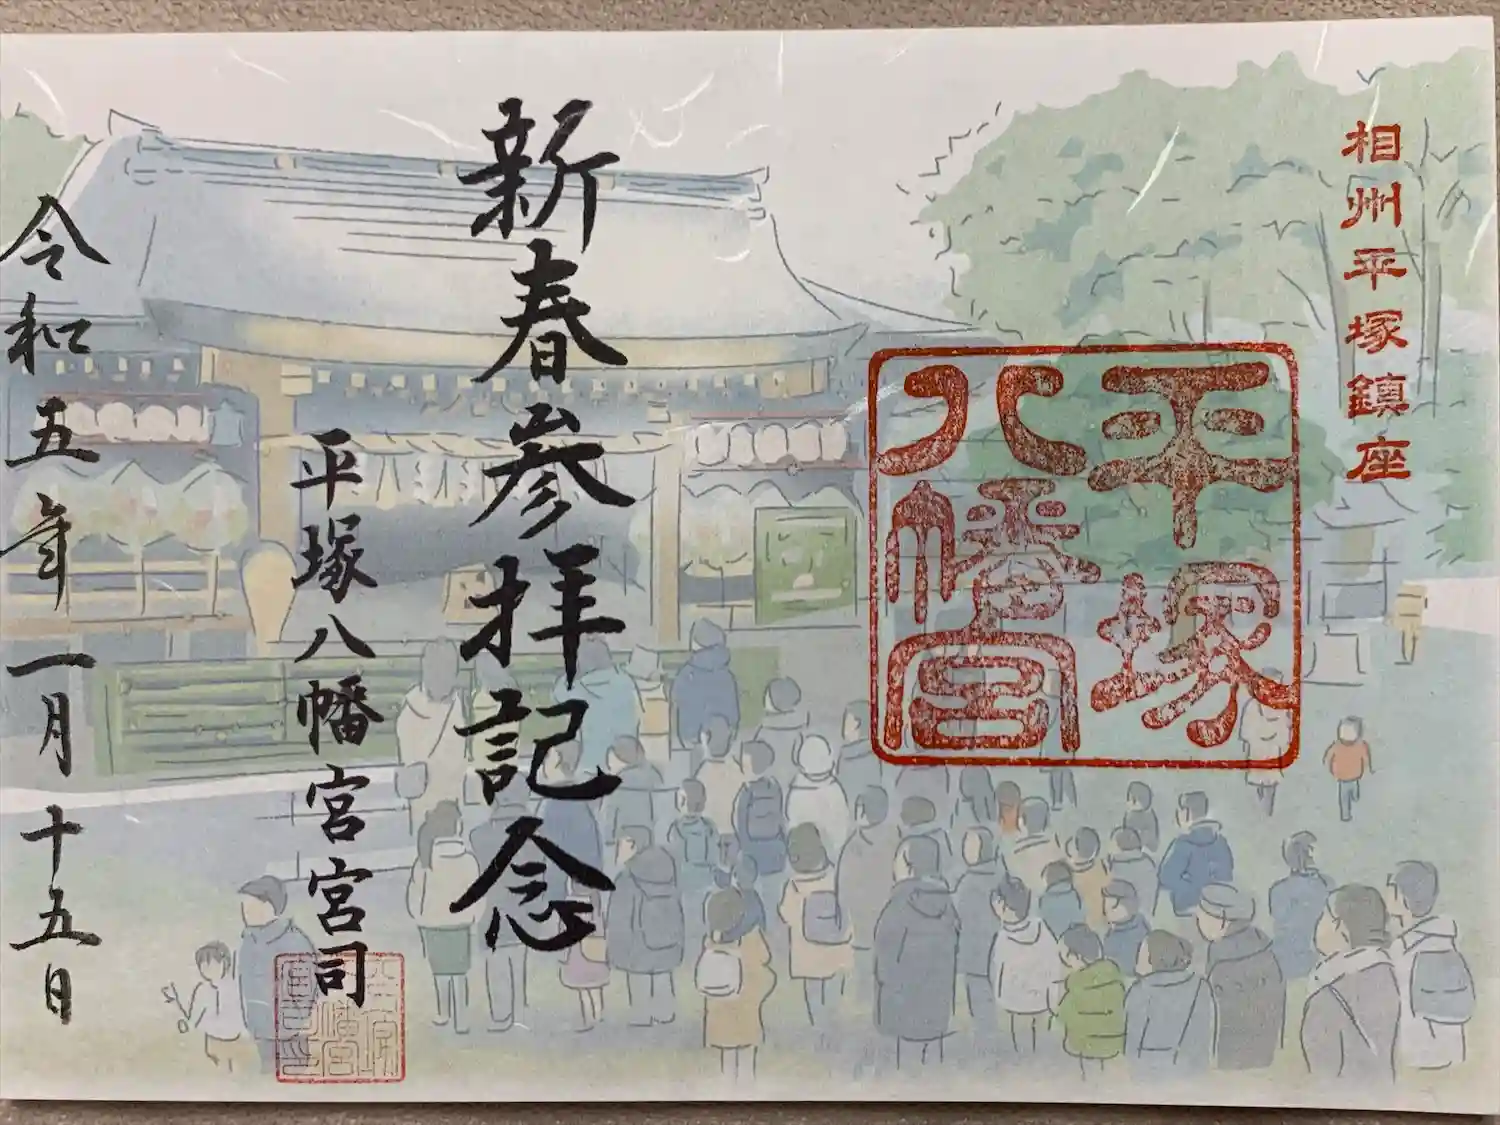 相州平塚鎮座
平塚
八幡宮
新春参拝記念
平塚八幡宮宮司
令和五年一月十五日